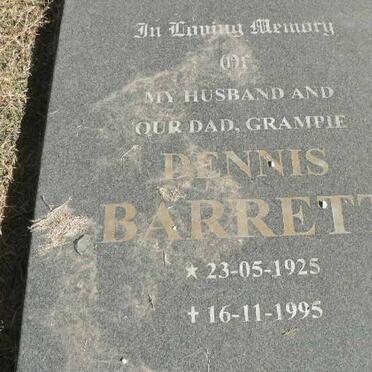 In Loving Memory
Of
MY HUSBAND AND
OUR DAD, GRAMPIE
DENNIS
BARRETT
★ 23-05-1925
✝ 16-11-1995